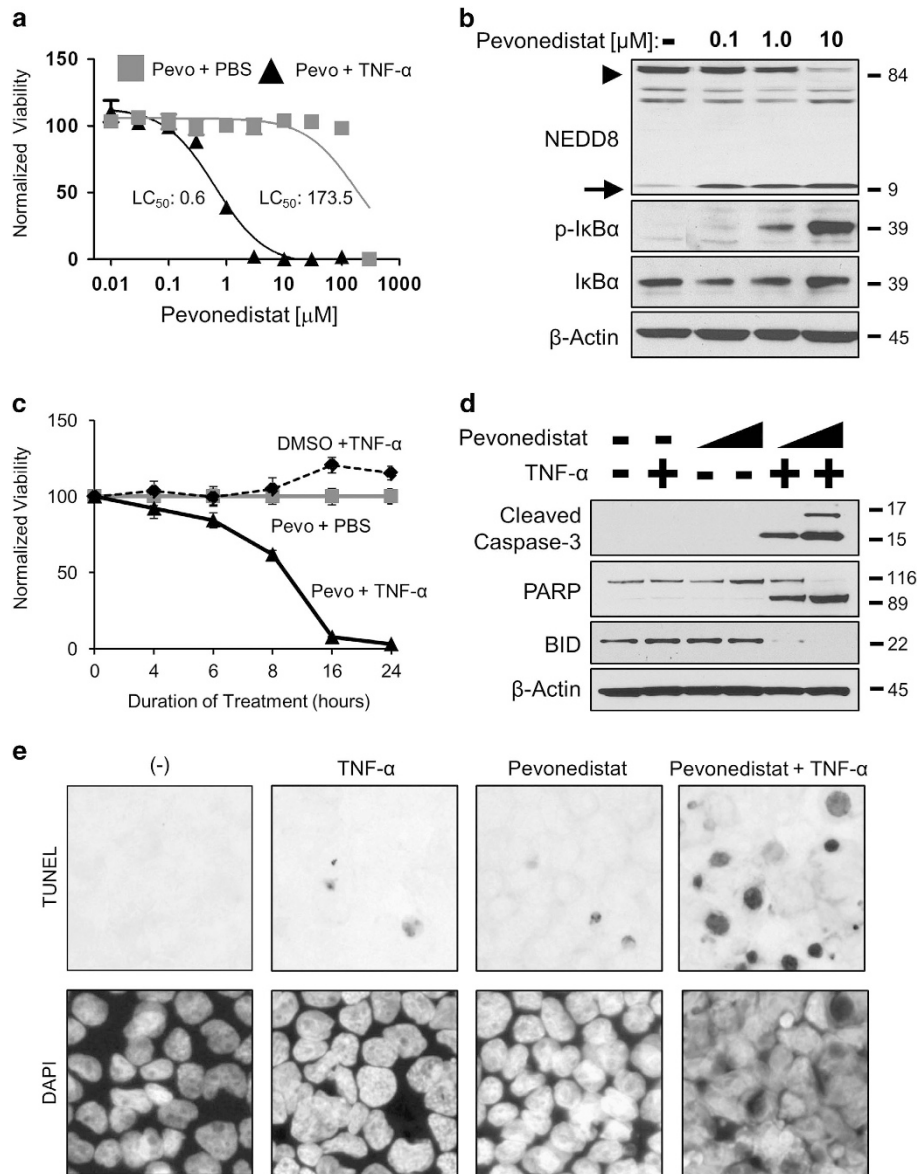 a
Pevo + PBS Pevo + TNF-α
Normalized Viability
150
100
50
0
LC50: 0.6 LC50: 173.5
0.01 0.1 1 10 100 1000
Pevonedistat [μM]
b
Pevonedistat [μM]: - 0.1 1.0 10
84
NEDD8
9
p-IκBα 39
IκBα 39
β-Actin 45
c
Normalized Viability
150
100
50
0
DMSO +TNF-α
Pevo + PBS
Pevo + TNF-α
0 4 6 8 16 24
Duration of Treatment (hours)
d
Pevonedistat - -
TNF-α - + - - + +
Cleaved
Caspase-3
17
15
PARP
116
89
BID 22
β-Actin 45
e
(-) TNF-α Pevonedistat Pevonedistat + TNF-α
TUNEL
DAPI